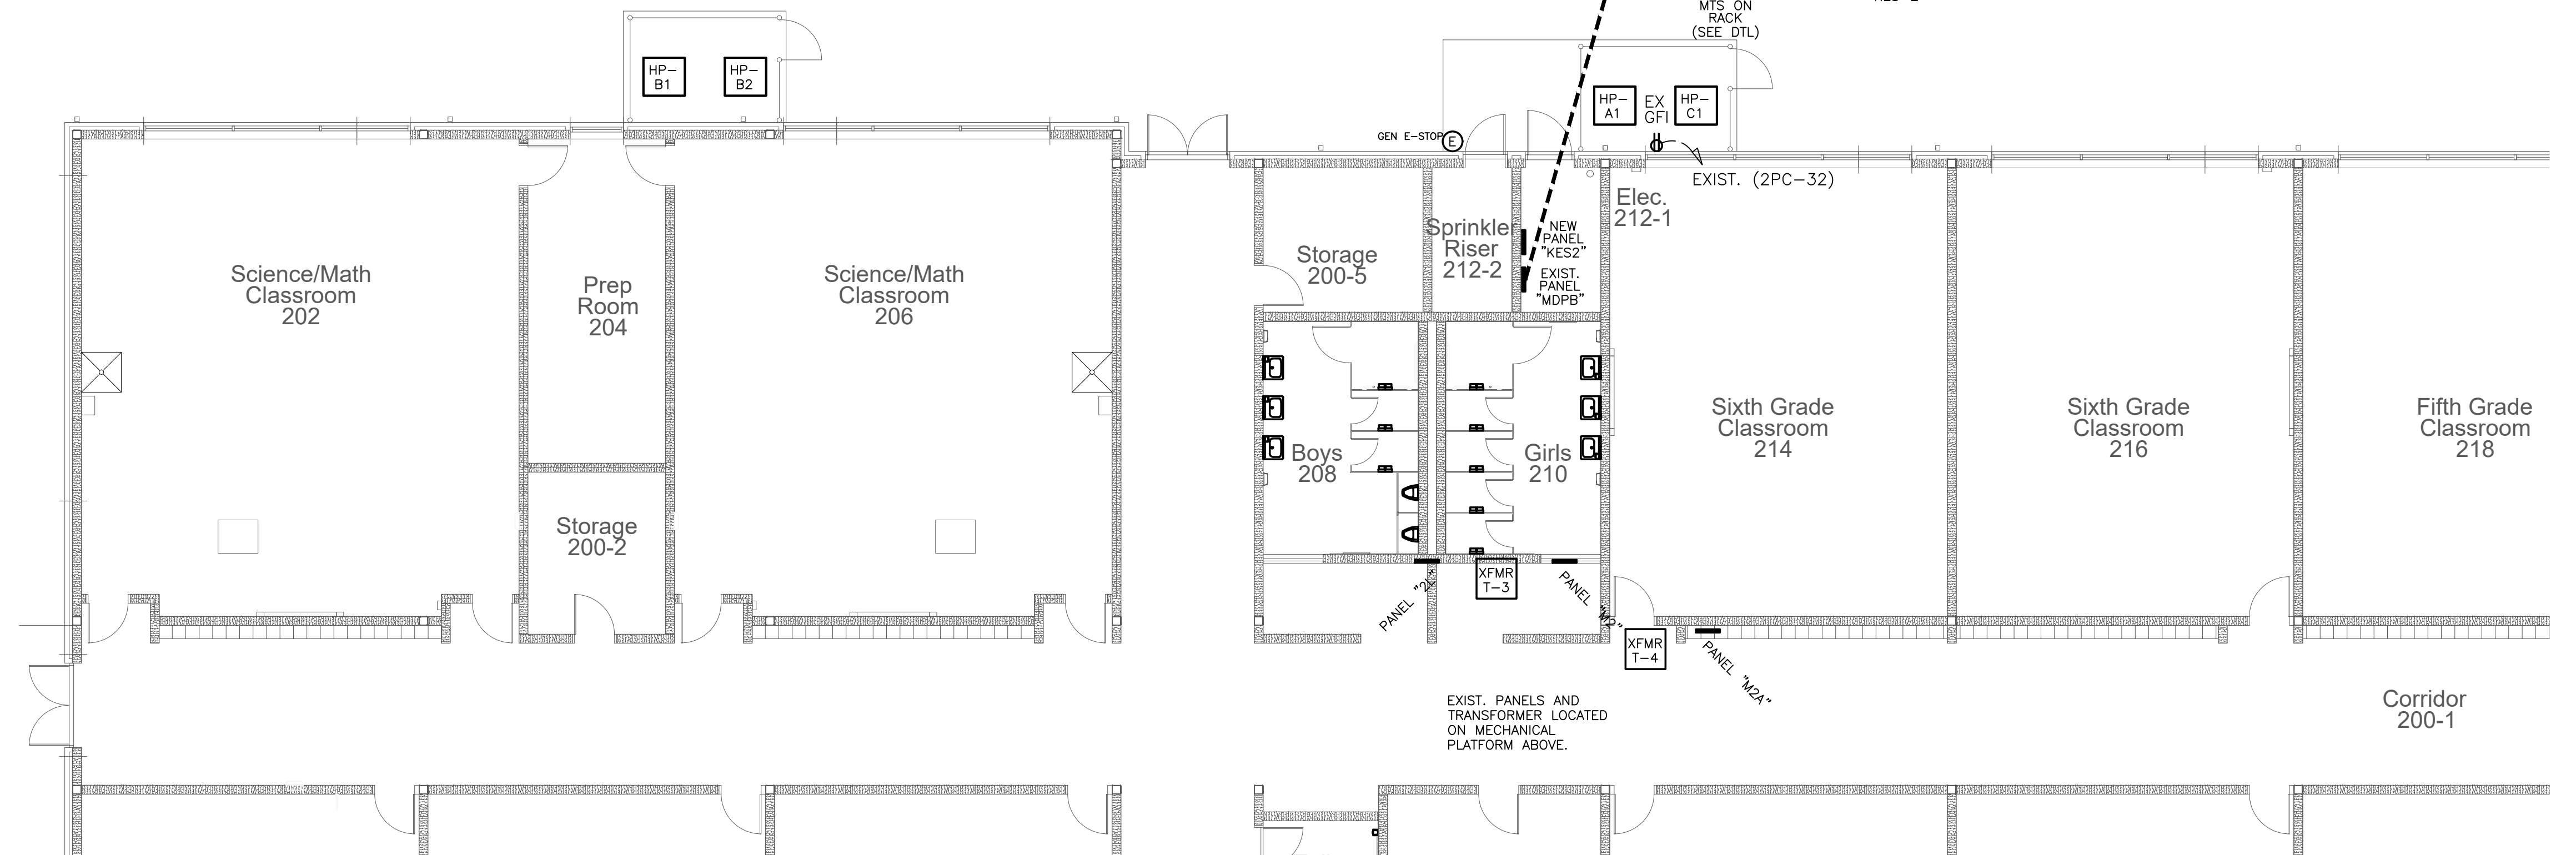 MTS ON
RACK
(SEE DTL)
HP-
B1
HP-
B2
HP-
A1
EX
GFI
HP-
C1
GEN E-STOP
E
EXIST. (2PC-32)
Elec.
212-1
Sprinkler
Riser
212-2
NEW
PANEL
"KES2"
EXIST.
PANEL
"MDPB"
Storage
200-5
Science/Math
Classroom
202
Prep
Room
204
Science/Math
Classroom
206
Sixth Grade
Classroom
214
Sixth Grade
Classroom
216
Fifth Grade
Classroom
218
Boys
208
Girls
210
Storage
200-2
PANEL "2L"
XFMR
T-3
PANEL "M2"
XFMR
T-4
PANEL "M2A"
EXIST. PANELS AND
TRANSFORMER LOCATED
ON MECHANICAL
PLATFORM ABOVE.
Corridor
200-1